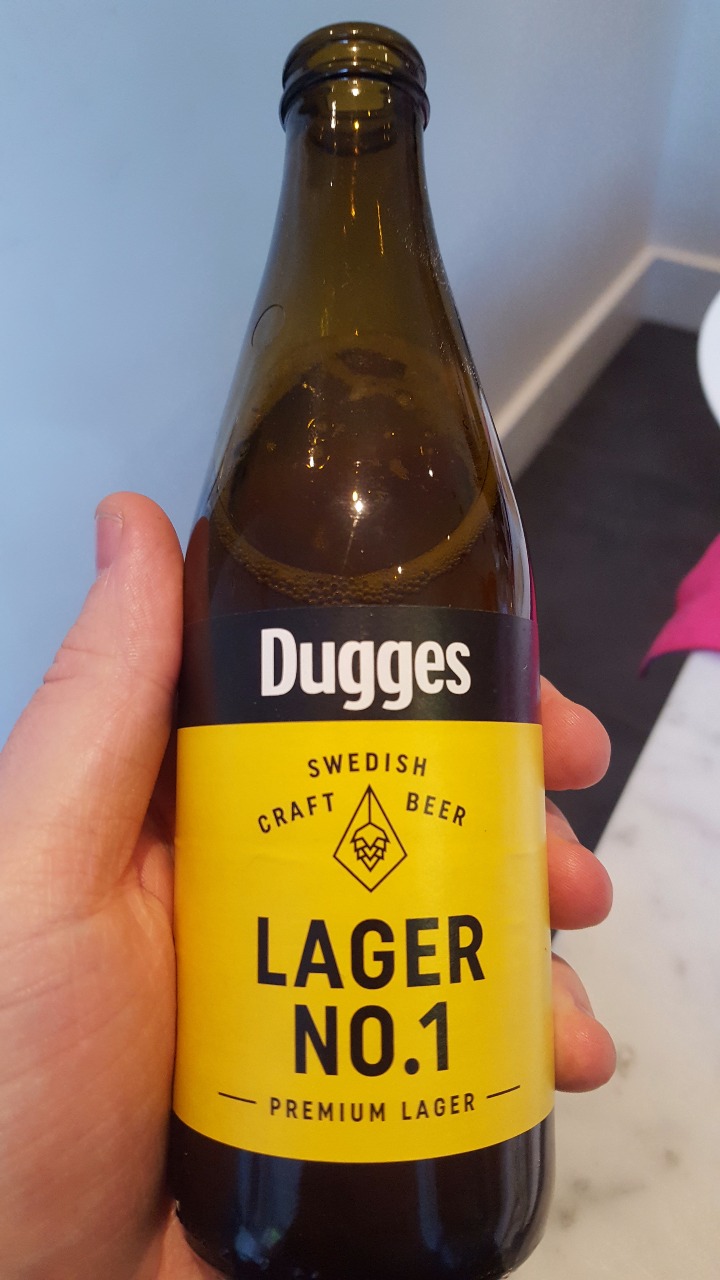 Dugges
SWEDISH
CRAFT BEER
LAGER
NO.1
PREMIUM LAGER